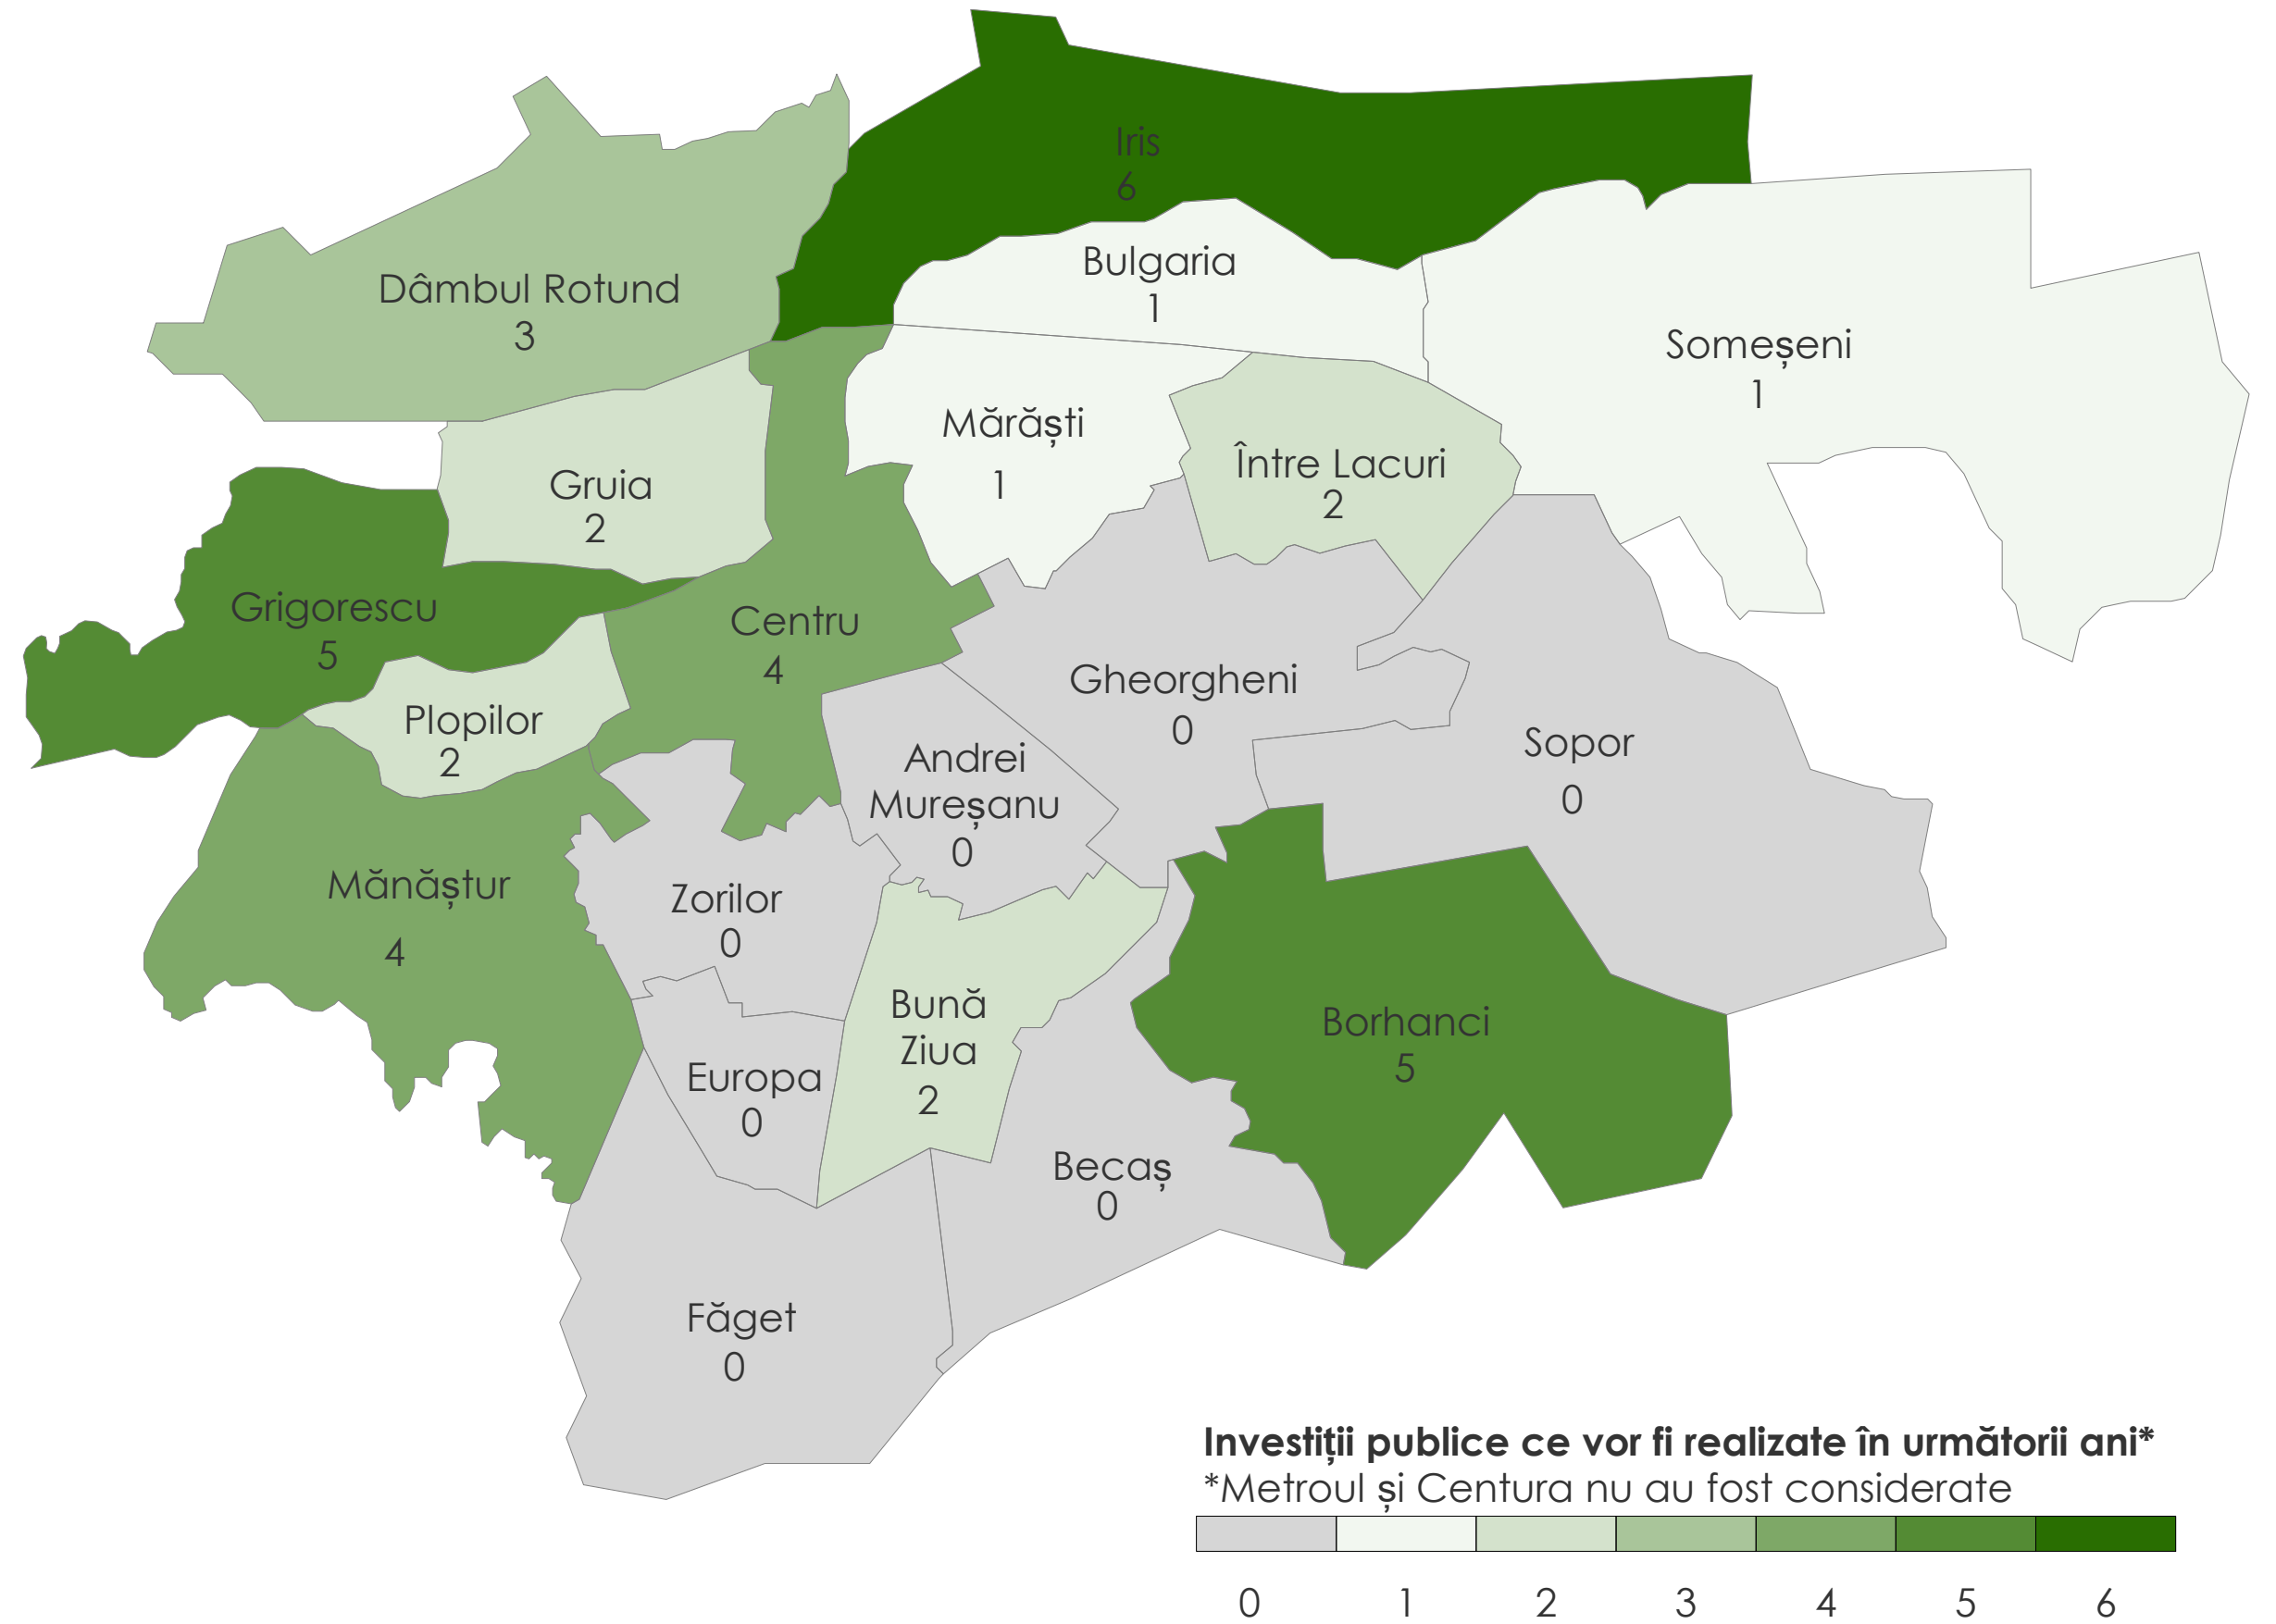 Iris
6
Bulgaria
1
Dâmbul Rotund
3
Someșeni
1
Mărăști
1
Între Lacuri
2
Gruia
2
Grigorescu
5
Centru
4
Gheorgheni
0
Plopilor
2
Sopor
0
Andrei
Mureșanu
0
Mănăștur
4
Zorilor
0
Bună
Ziua
2
Borhanci
5
Europa
0
Becaș
0
Făget
0
Investiții publice ce vor fi realizate în următorii ani*
*Metroul și Centura nu au fost considerate
0 1 2 3 4 5 6